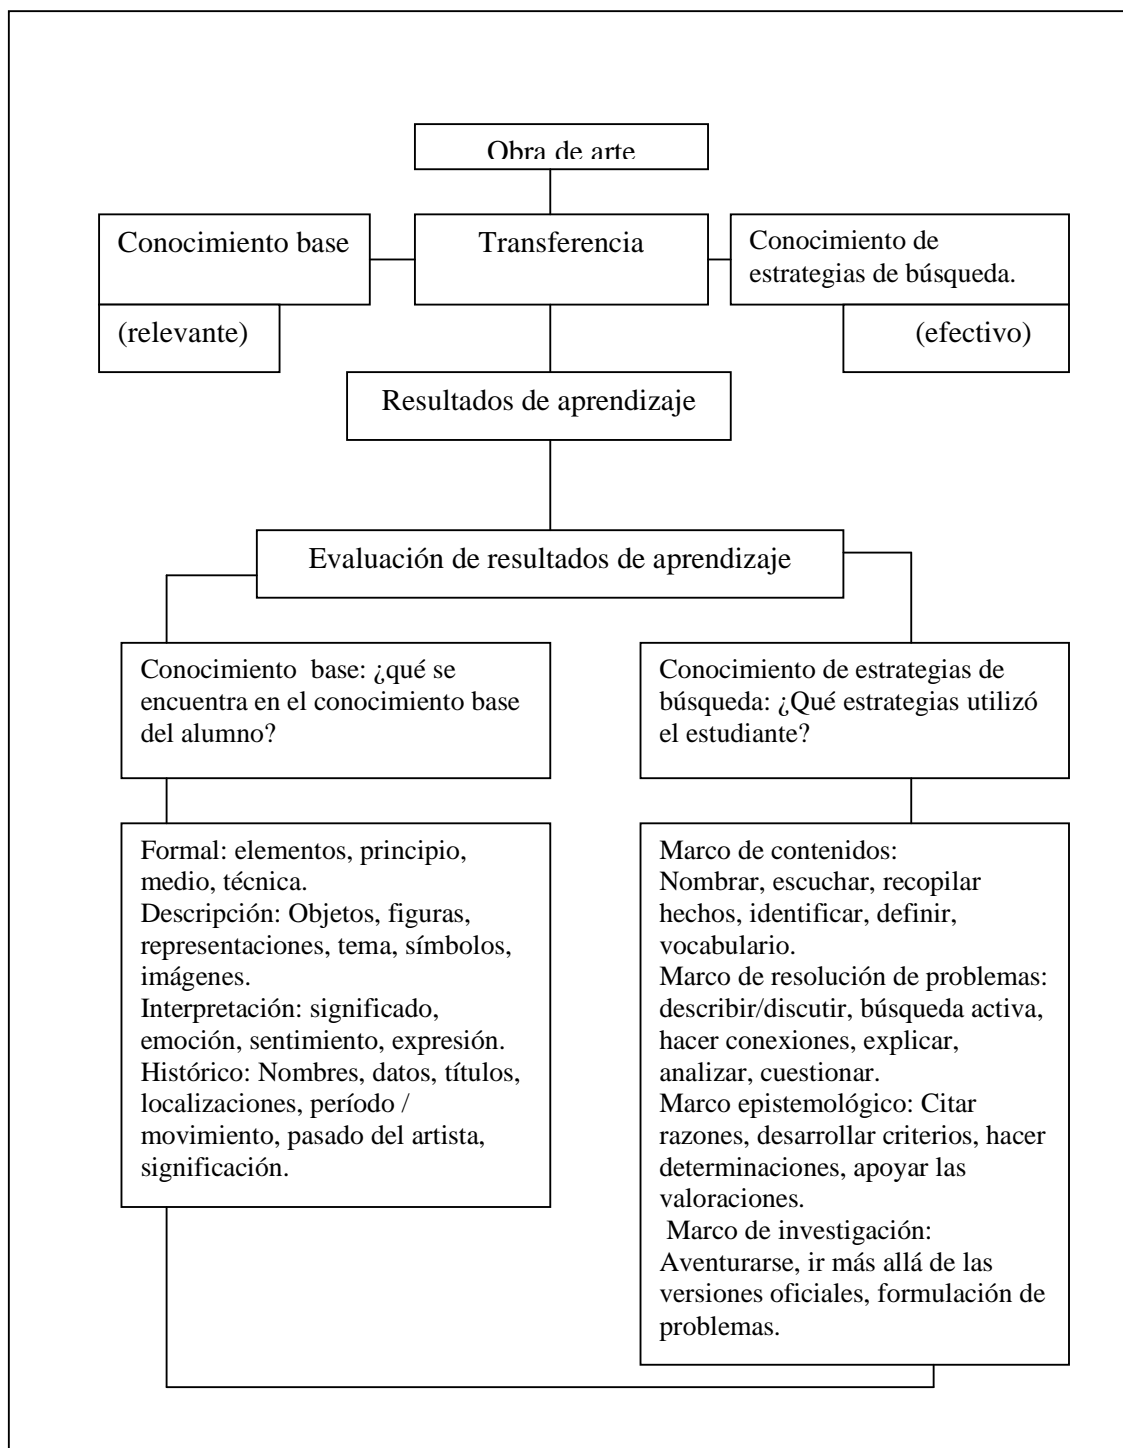 Obra de arte
Conocimiento base
Transferencia
Conocimiento de
estrategias de búsqueda.
(relevante)
(efectivo)
Resultados de aprendizaje
Evaluación de resultados de aprendizaje
Conocimiento  base: ¿qué se
encuentra en el conocimiento base
del alumno?
Conocimiento de estrategias de
búsqueda: ¿Qué estrategias utilizó
el estudiante?
Formal: elementos, principio,
medio, técnica.
Descripción: Objetos, figuras,
representaciones, tema, símbolos,
imágenes.
Interpretación: significado,
emoción, sentimiento, expresión.
Histórico: Nombres, datos, títulos,
localizaciones, período /
movimiento, pasado del artista,
significación.
Marco de contenidos:
Nombrar, escuchar, recopilar
hechos, identificar, definir,
vocabulario.
Marco de resolución de problemas:
describir/discutir, búsqueda activa,
hacer conexiones, explicar,
analizar, cuestionar.
Marco epistemológico: Citar
razones, desarrollar criterios, hacer
determinaciones, apoyar las
valoraciones.
Marco de investigación:
Aventurarse, ir más allá de las
versiones oficiales, formulación de
problemas.